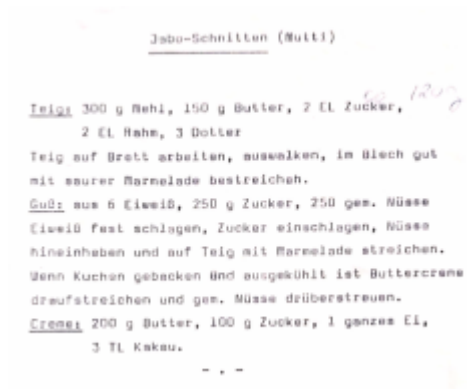 Jabo-Schnitten (Mutti)
120g
Teig: 300 g Mehl, 150 g Butter, 2 EL Zucker,
2 EL Rahm, 3 Dotter
Teig auf Brett arbeiten, auswalken, im Blech gut
mit saurer Marmelade bestreichen.
Guß: aus 6 Eiweiß, 250 g Zucker, 250 gem. Nüsse
Eiweiß fest schlagen, Zucker einschlagen, Nüsse
hineinheben und auf Teig mit Marmelade streichen.
Wenn Kuchen gebacken und ausgekühlt ist Buttercreme
draufstreichen und gem. Nüsse drüberstreuen.
Creme: 200 g Butter, 100 g Zucker, 1 ganzes Ei,
3 TL Kakau.
- . -